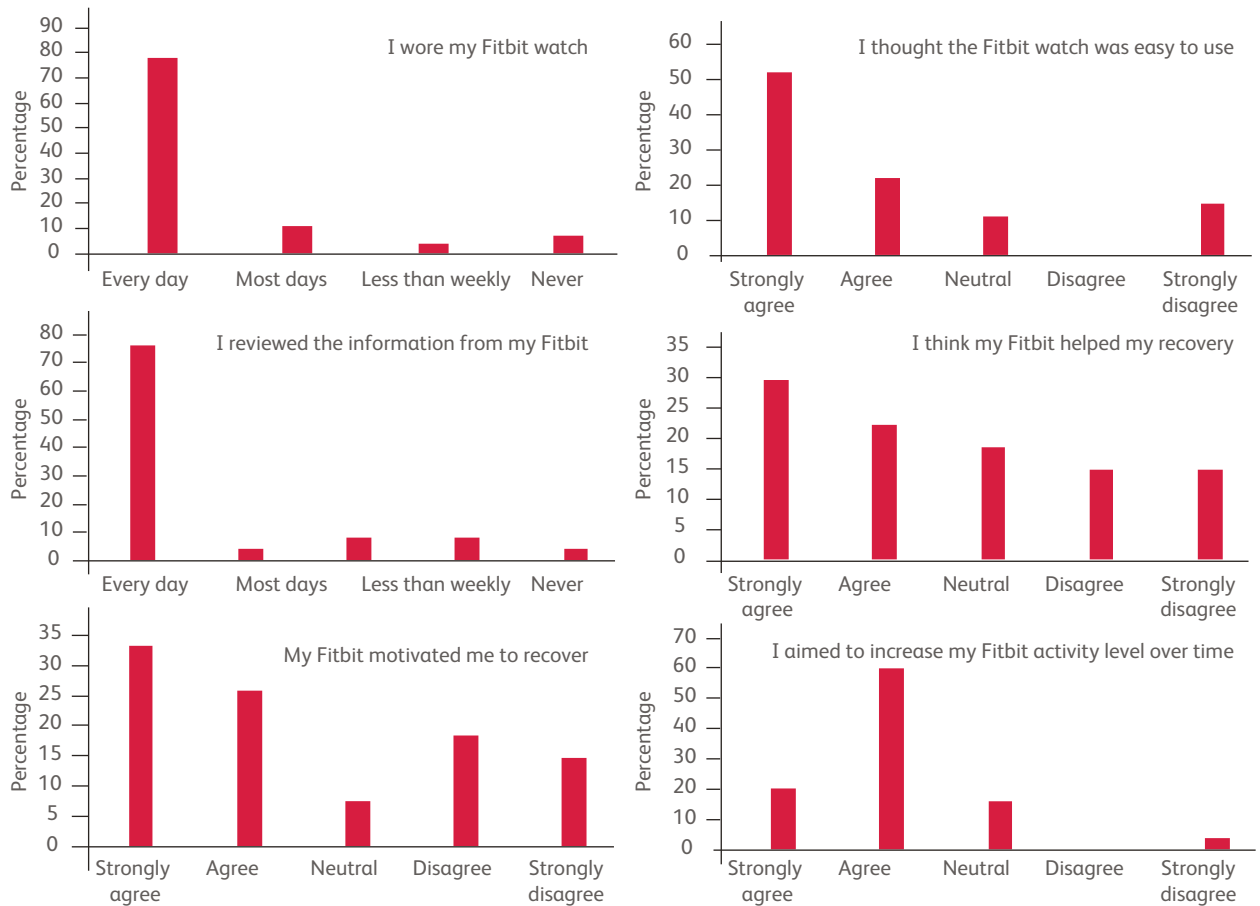 I wore my Fitbit watch
Percentage
90
80
70
60
50
40
30
20
10
0
Every day Most days Less than weekly Never
I thought the Fitbit watch was easy to use
Percentage
60
50
40
30
20
10
0
Strongly agree Agree Neutral Disagree Strongly disagree
I reviewed the information from my Fitbit
Percentage
80
70
60
50
40
30
20
10
0
Every day Most days Less than weekly Never
I think my Fitbit helped my recovery
Percentage
35
30
25
20
15
10
5
0
Strongly agree Agree Neutral Disagree Strongly disagree
My Fitbit motivated me to recover
Percentage
35
30
25
20
15
10
5
0
Strongly agree Agree Neutral Disagree Strongly disagree
I aimed to increase my Fitbit activity level over time
Percentage
70
60
50
40
30
20
10
0
Strongly agree Agree Neutral Disagree Strongly disagree